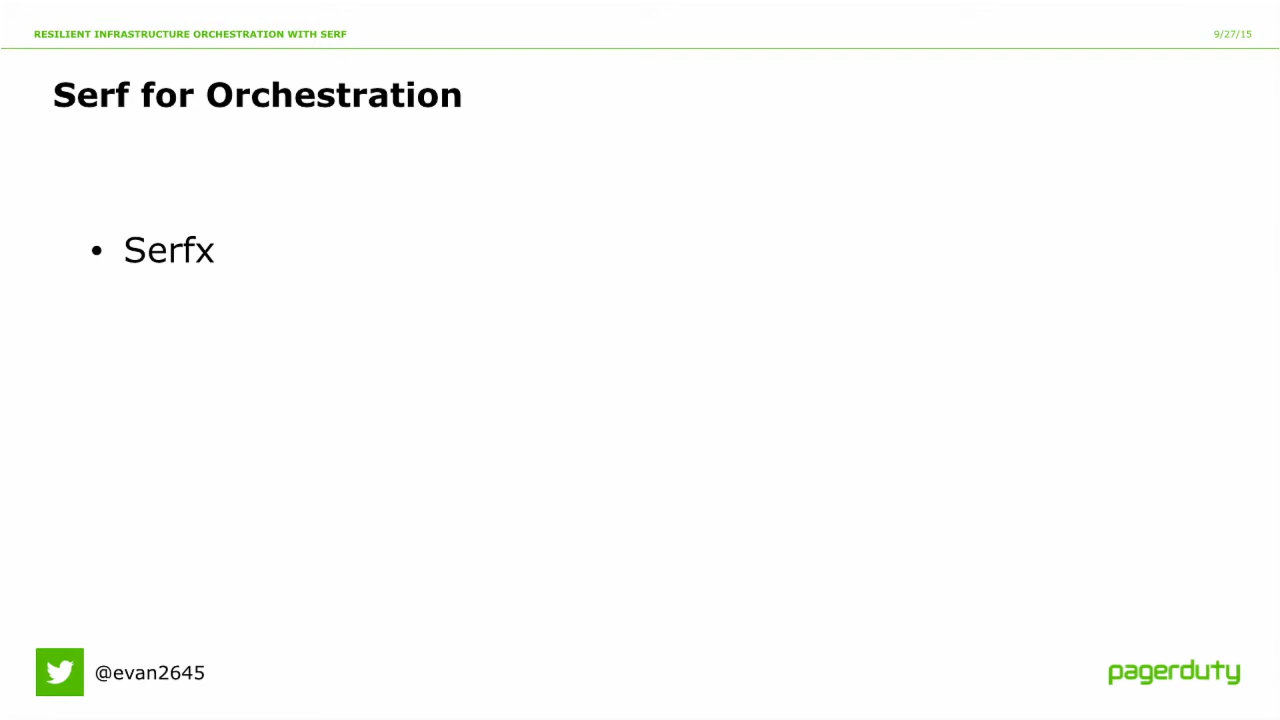 RESILIENT INFRASTRUCTURE ORCHESTRATION WITH SERF
9/27/15
Serf for Orchestration
• Serfx
@evan2645
pagerduty